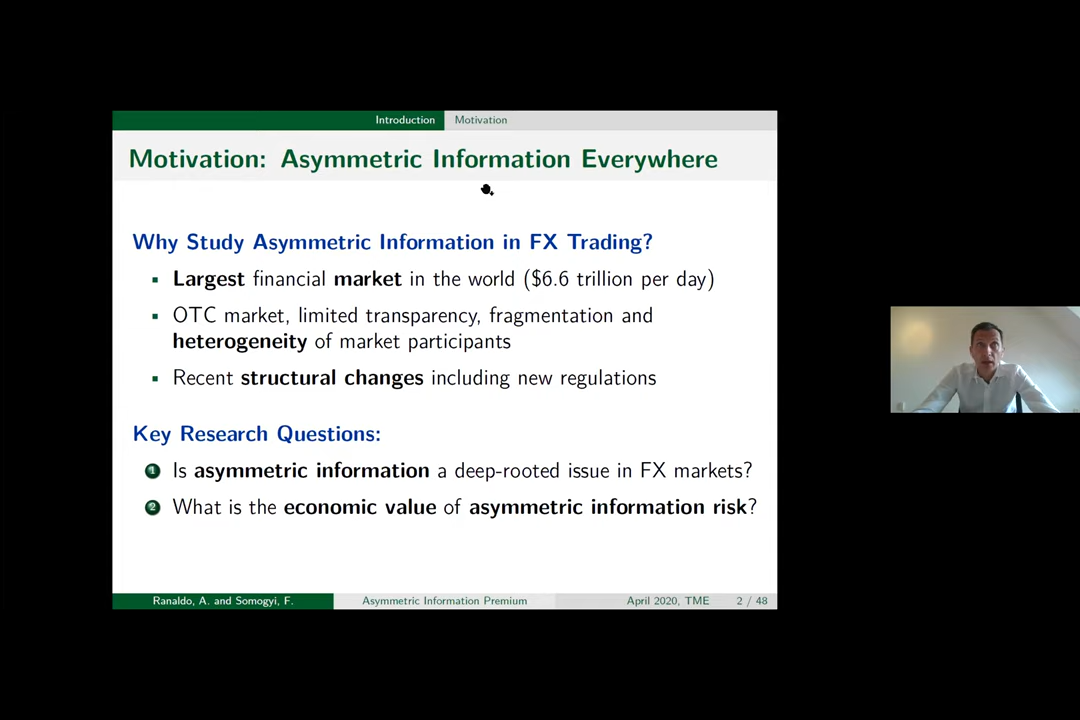 Introduction Motivation
Motivation: Asymmetric Information Everywhere
Why Study Asymmetric Information in FX Trading?
Largest financial market in the world ($6.6 trillion per day)
OTC market, limited transparency, fragmentation and
heterogeneity of market participants
Recent structural changes including new regulations
Key Research Questions:
1 Is asymmetric information a deep-rooted issue in FX markets?
2 What is the economic value of asymmetric information risk?
Ranaldo, A. and Somogyi, F. Asymmetric Information Premium April 2020, TME 2 / 48